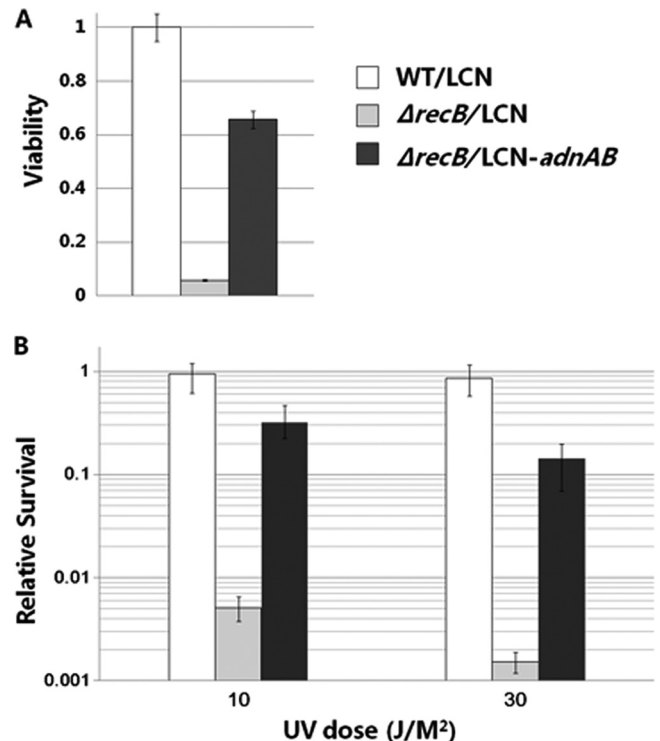 A
Viability
1
0.8
0.6
0.4
0.2
0
WT/LCN
ΔrecB/LCN
ΔrecB/LCN-adnAB
B
Relative Survival
1
0.1
0.01
0.001
10 30
UV dose (J/M²)